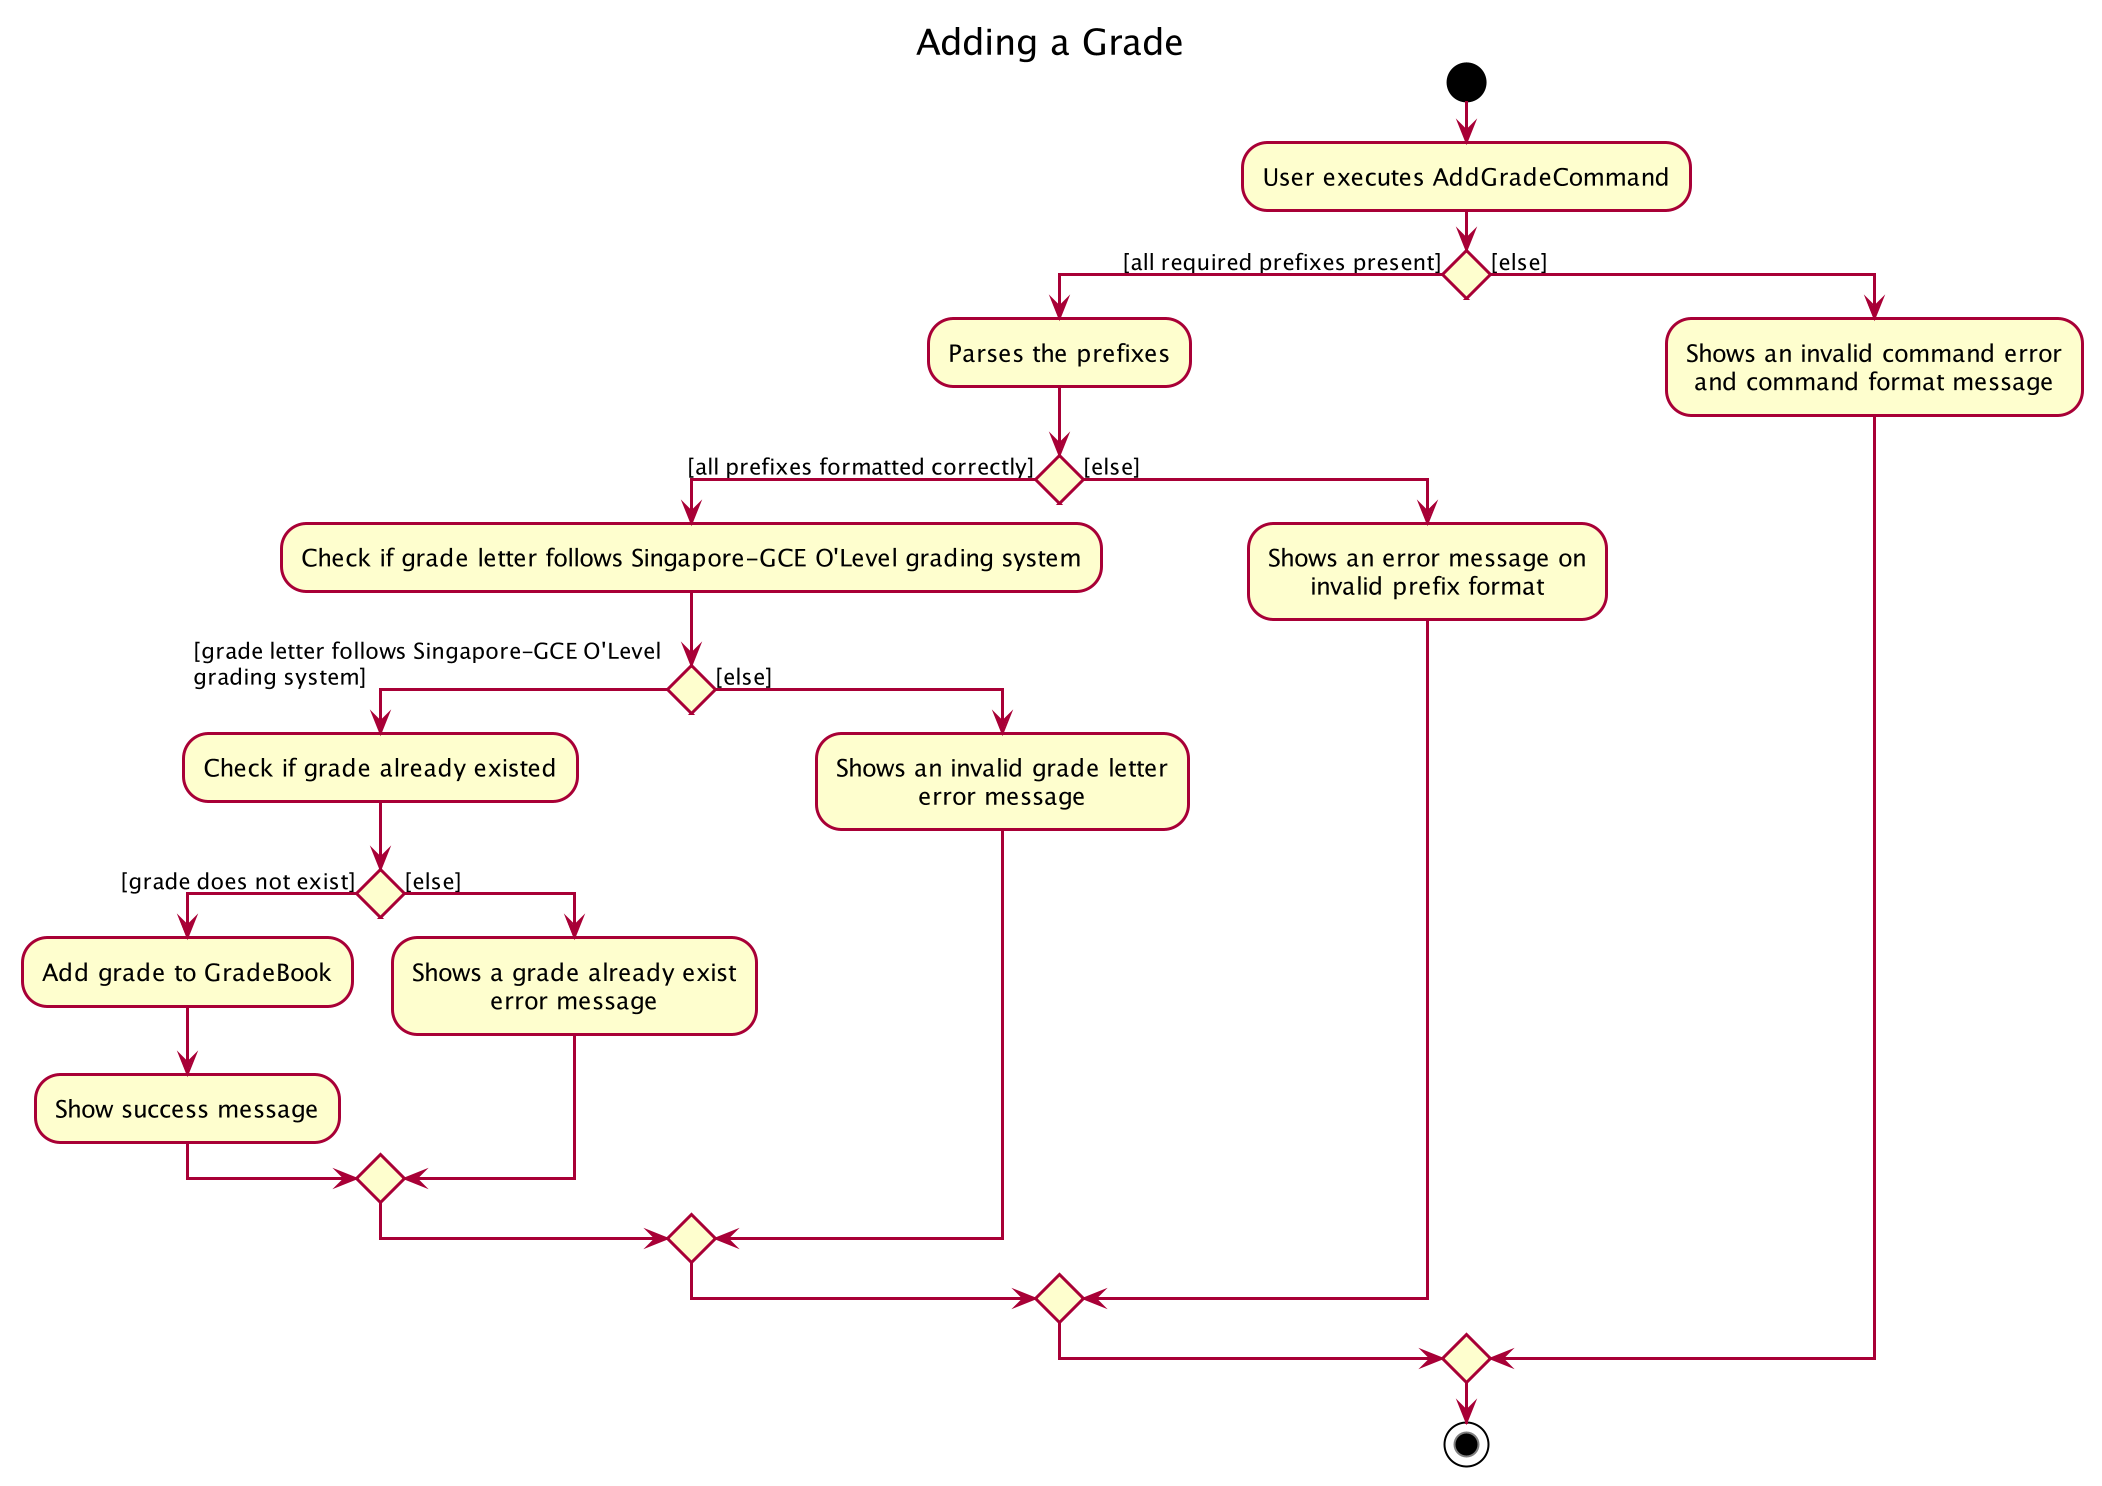 Adding a Grade
User executes AddGradeCommand
[all required prefixes present]
[else]
Parses the prefixes
Shows an invalid command error
and command format message
[all prefixes formatted correctly]
[else]
Check if grade letter follows Singapore-GCE O'Level grading system
Shows an error message on
invalid prefix format
[grade letter follows Singapore-GCE O'Level
grading system]
[else]
Check if grade already existed
Shows an invalid grade letter
error message
[grade does not exist]
[else]
Add grade to GradeBook
Shows a grade already exist
error message
Show success message